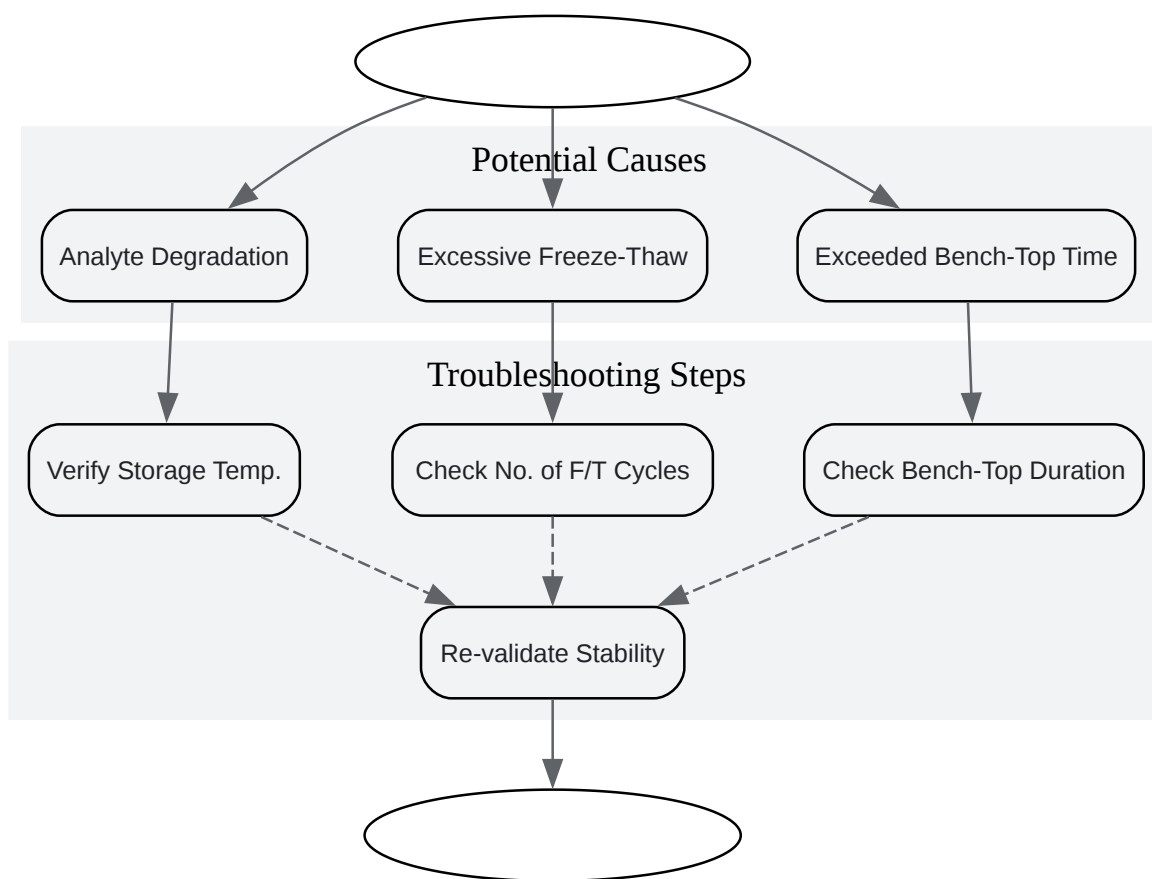 Potential Causes
Analyte Degradation
Excessive Freeze-Thaw
Exceeded Bench-Top Time
Troubleshooting Steps
Verify Storage Temp.
Check No. of F/T Cycles
Check Bench-Top Duration
Re-validate Stability